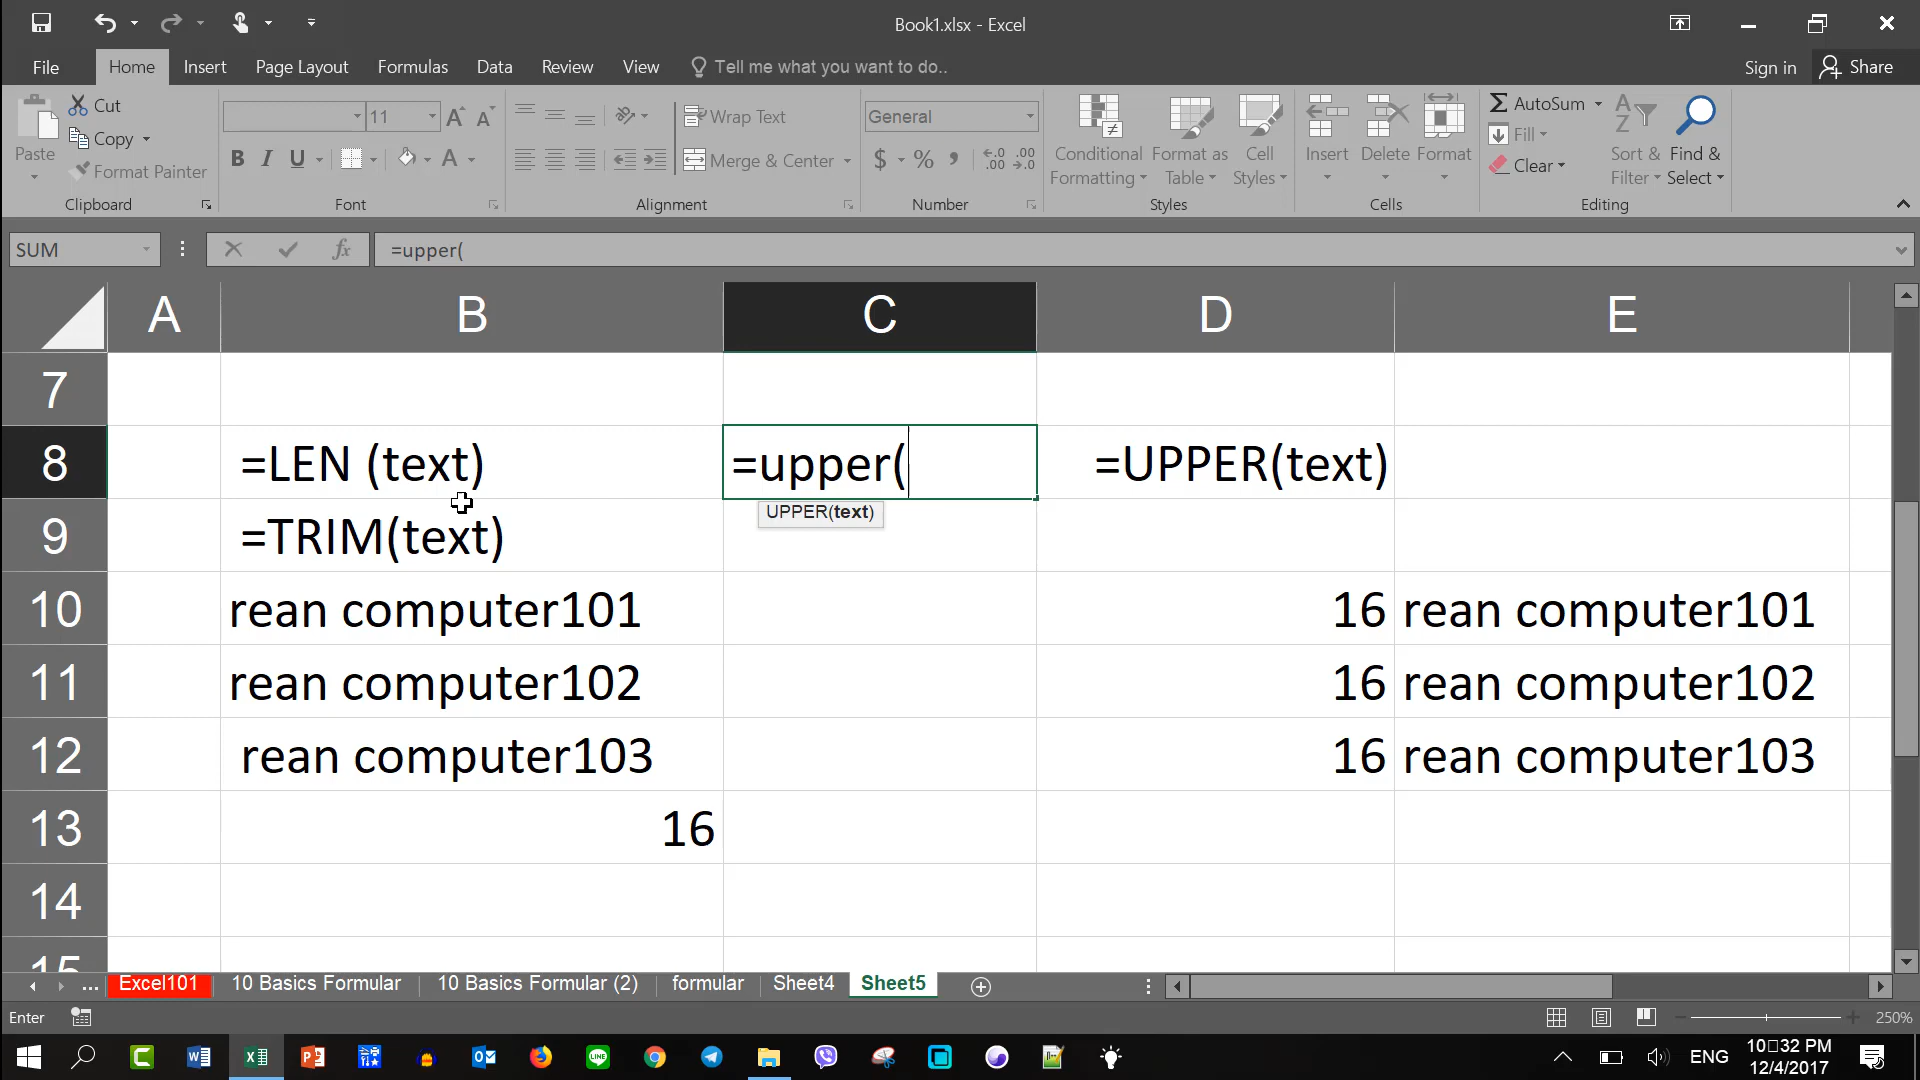 Book1.xlsx - Excel
File Home Insert Page Layout Formulas Data Review View Tell me what you want to do.. Sign in Share
Paste Cut Copy Format Painter Clipboard
11 B I U A Font
Wrap Text Merge & Center Alignment
General $ % , .00 Number
Conditional Formatting Format as Table Cell Styles Styles
Insert Delete Format Cells
AutoSum Fill Clear Sort & Filter Find & Select Editing
SUM fx =upper(
A B C D E
7
8 =LEN (text) =upper( =UPPER(text)
UPPER(text)
9 =TRIM(text)
10 rean computer101 16 rean computer101
11 rean computer102 16 rean computer102
12 rean computer103 16 rean computer103
13 16
14
15
... Excel101 10 Basics Formular 10 Basics Formular (2) formular Sheet4 Sheet5
Enter 250%
ENG 10:32 PM
12/4/2017